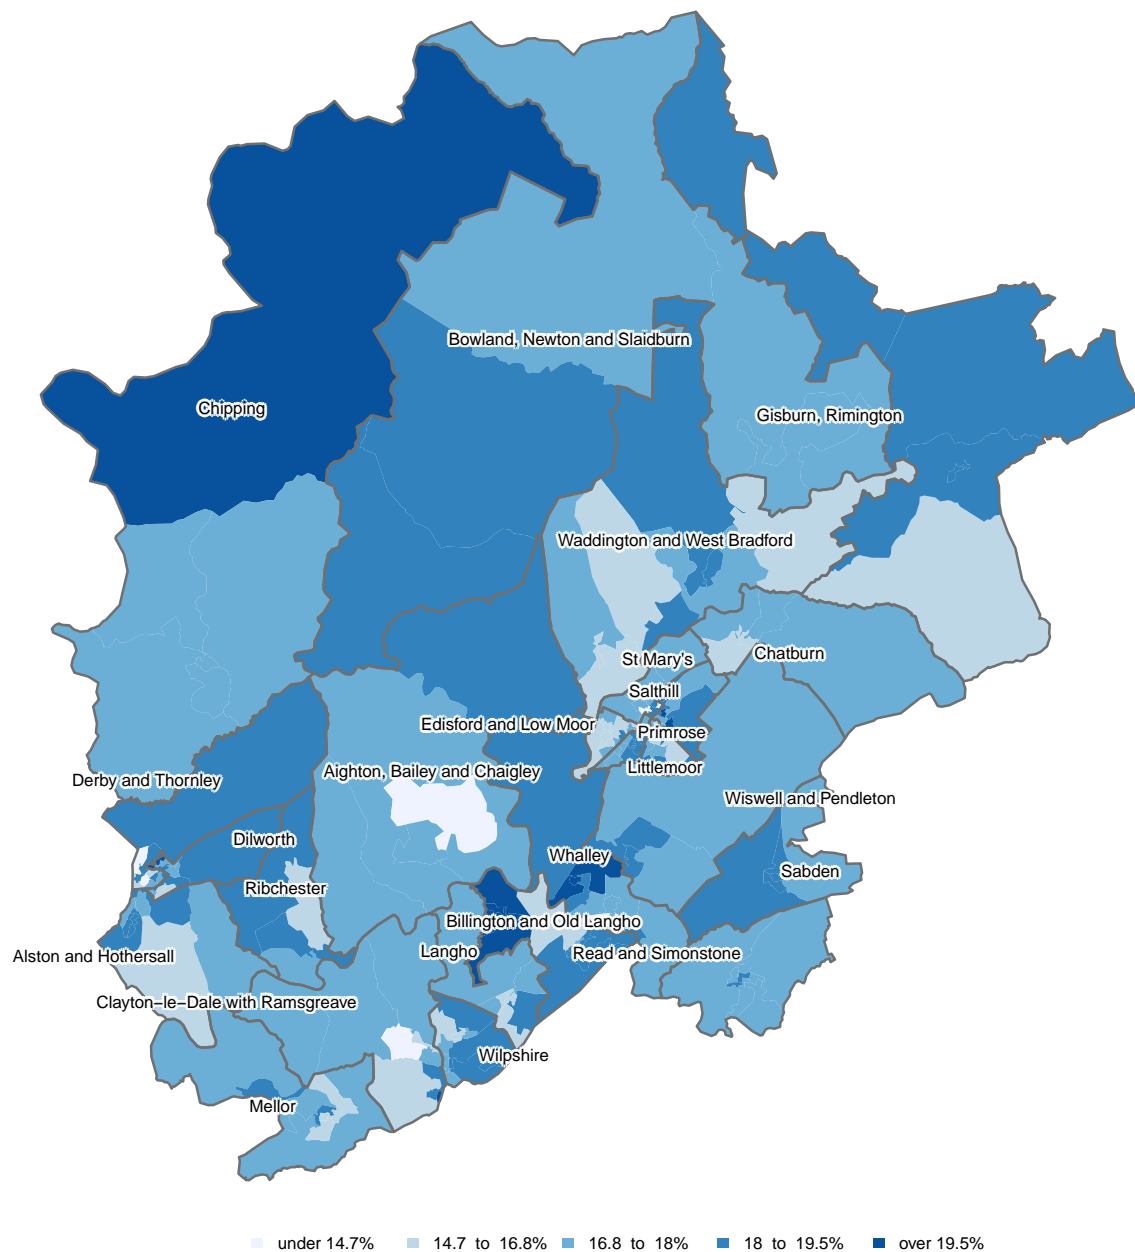 Bowland, Newton and Slaidburn
Chipping
Gisburn, Rimington
Waddington and West Bradford
St Mary's
Chatburn
Salthill
Edisford and Low Moor
Primrose
Littlemoor
Aighton, Bailey and Chaigley
Derby and Thornley
Wiswell and Pendleton
Dilworth
Whalley
Sabden
Ribchester
Billington and Old Langho
Langho
Read and Simonstone
Alston and Hothersall
Clayton−le−Dale with Ramsgreave
Wilpshire
Mellor
under 14.7% 14.7 to 16.8% 16.8 to 18% 18 to 19.5% over 19.5%